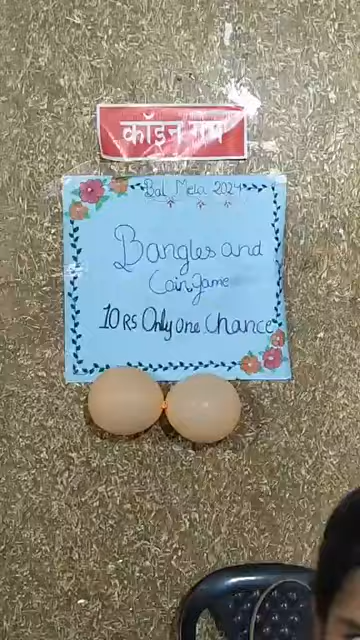 कॉइन गेम
Bal Mela 2024
Bangles and
Coin Game
10 Rs Only One Chance